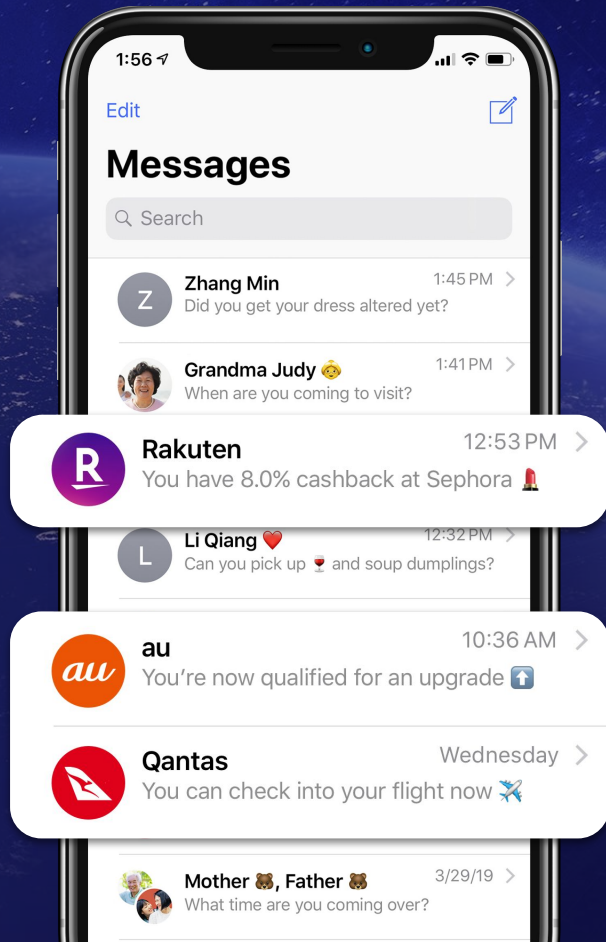 1:56
Edit
Messages
Search
Z
Zhang Min
1:45 PM
Did you get your dress altered yet?
Grandma Judy 👵
1:41 PM
When are you coming to visit?
R
Rakuten
12:53 PM
You have 8.0% cashback at Sephora 💄
L
Li Qiang ❤️
12:32 PM
Can you pick up 🍷 and soup dumplings?
au
au
10:36 AM
You’re now qualified for an upgrade ⬆️
Qantas
Wednesday
You can check into your flight now ✈️
Mother 🐻, Father 🐻
3/29/19
What time are you coming over?